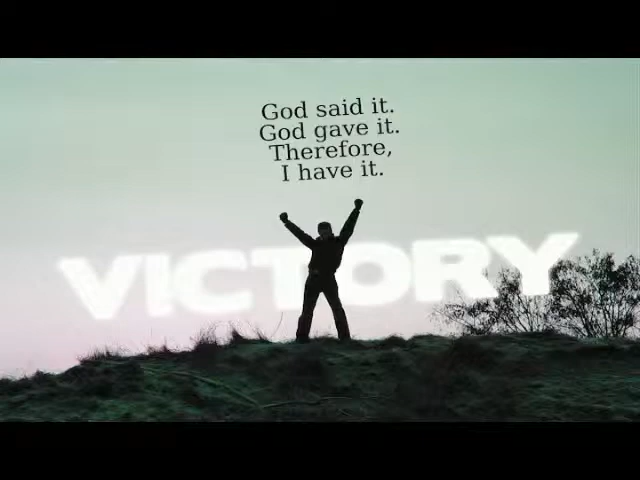 God said it.
God gave it.
Therefore,
I have it.
VICTORY